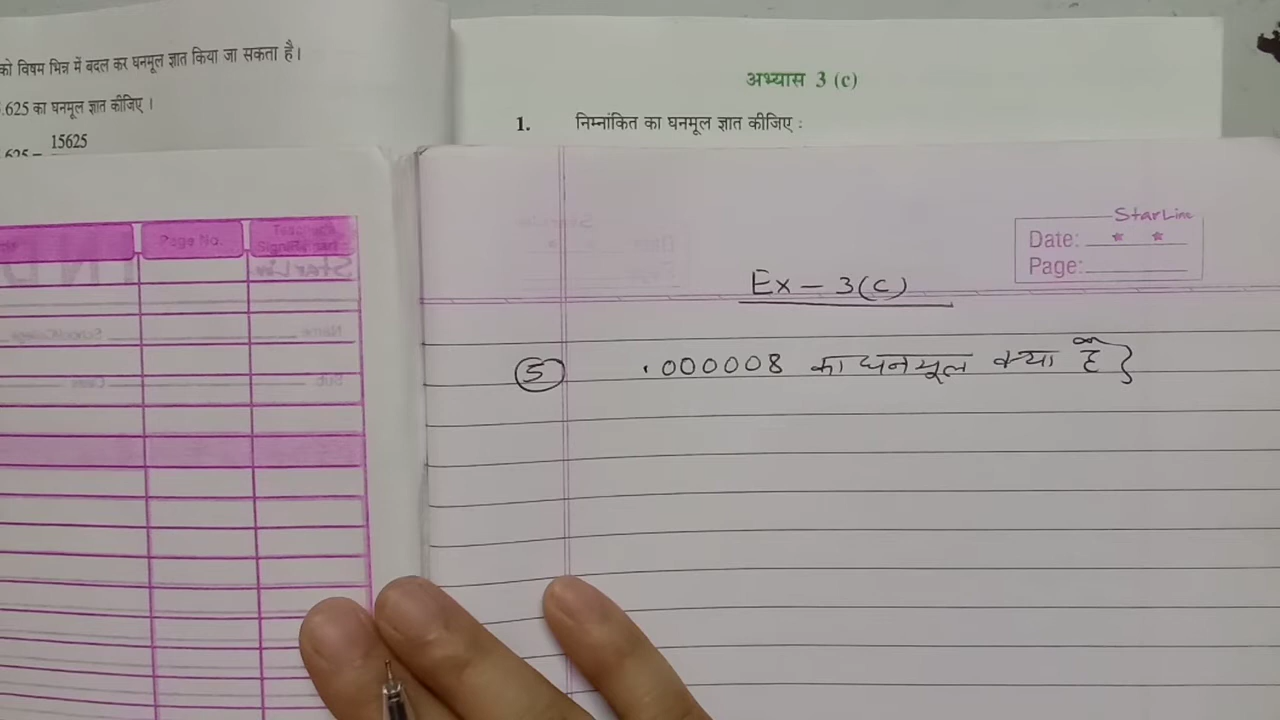 को विषम भिन्न में बदल कर घनमूल ज्ञात किया जा सकता है।
.625 का घनमूल ज्ञात कीजिए ।
15625
अभ्यास 3 (c)
1. निम्नांकित का घनमूल ज्ञात कीजिए :
Page No.
StarLine
Date:
Page:
Ex – 3(c)
5 .000008 का घनमूल क्या है }